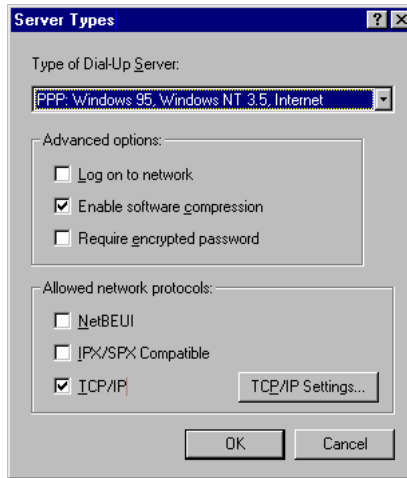 Server Types
Type of Dial-Up Server:
PPP: Windows 95, Windows NT 3.5, Internet
Advanced options:
Log on to network
Enable software compression
Require encrypted password
Allowed network protocols:
NetBEUI
IPX/SPX Compatible
TCP/IP
TCP/IP Settings...
OK
Cancel